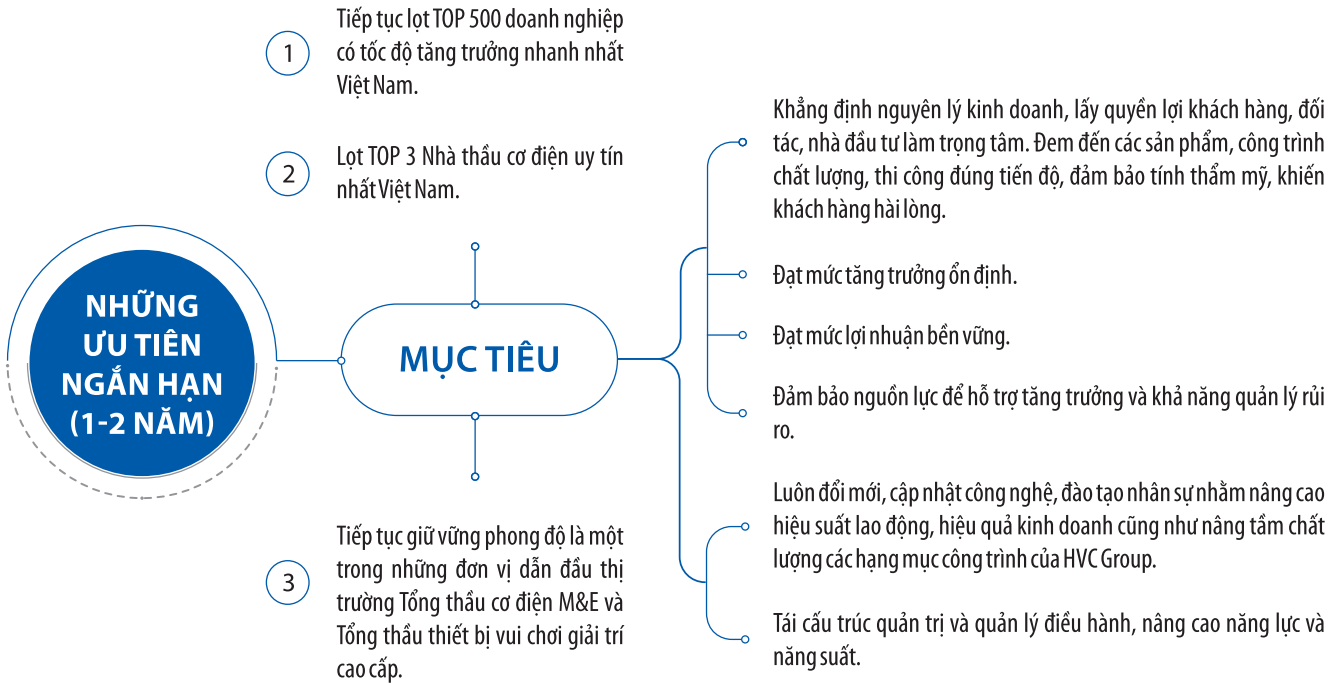 NHỮNG
ƯU TIÊN
NGẮN HẠN
(1-2 NĂM)
1
Tiếp tục lọt TOP 500 doanh nghiệp
có tốc độ tăng trưởng nhanh nhất
Việt Nam.
2
Lọt TOP 3 Nhà thầu cơ điện uy tín
nhất Việt Nam.
MỤC TIÊU
3
Tiếp tục giữ vững phong độ là một
trong những đơn vị dẫn đầu thị
trường Tổng thầu cơ điện M&E và
Tổng thầu thiết bị vui chơi giải trí
cao cấp.
Khẳng định nguyên lý kinh doanh, lấy quyền lợi khách hàng, đối
tác, nhà đầu tư làm trọng tâm. Đem đến các sản phẩm, công trình
chất lượng, thi công đúng tiến độ, đảm bảo tính thẩm mỹ, khiến
khách hàng hài lòng.
Đạt mức tăng trưởng ổn định.
Đạt mức lợi nhuận bền vững.
Đảm bảo nguồn lực để hỗ trợ tăng trưởng và khả năng quản lý rủi
ro.
Luôn đổi mới, cập nhật công nghệ, đào tạo nhân sự nhằm nâng cao
hiệu suất lao động, hiệu quả kinh doanh cũng như nâng tầm chất
lượng các hạng mục công trình của HVC Group.
Tái cấu trúc quản trị và quản lý điều hành, nâng cao năng lực và
năng suất.